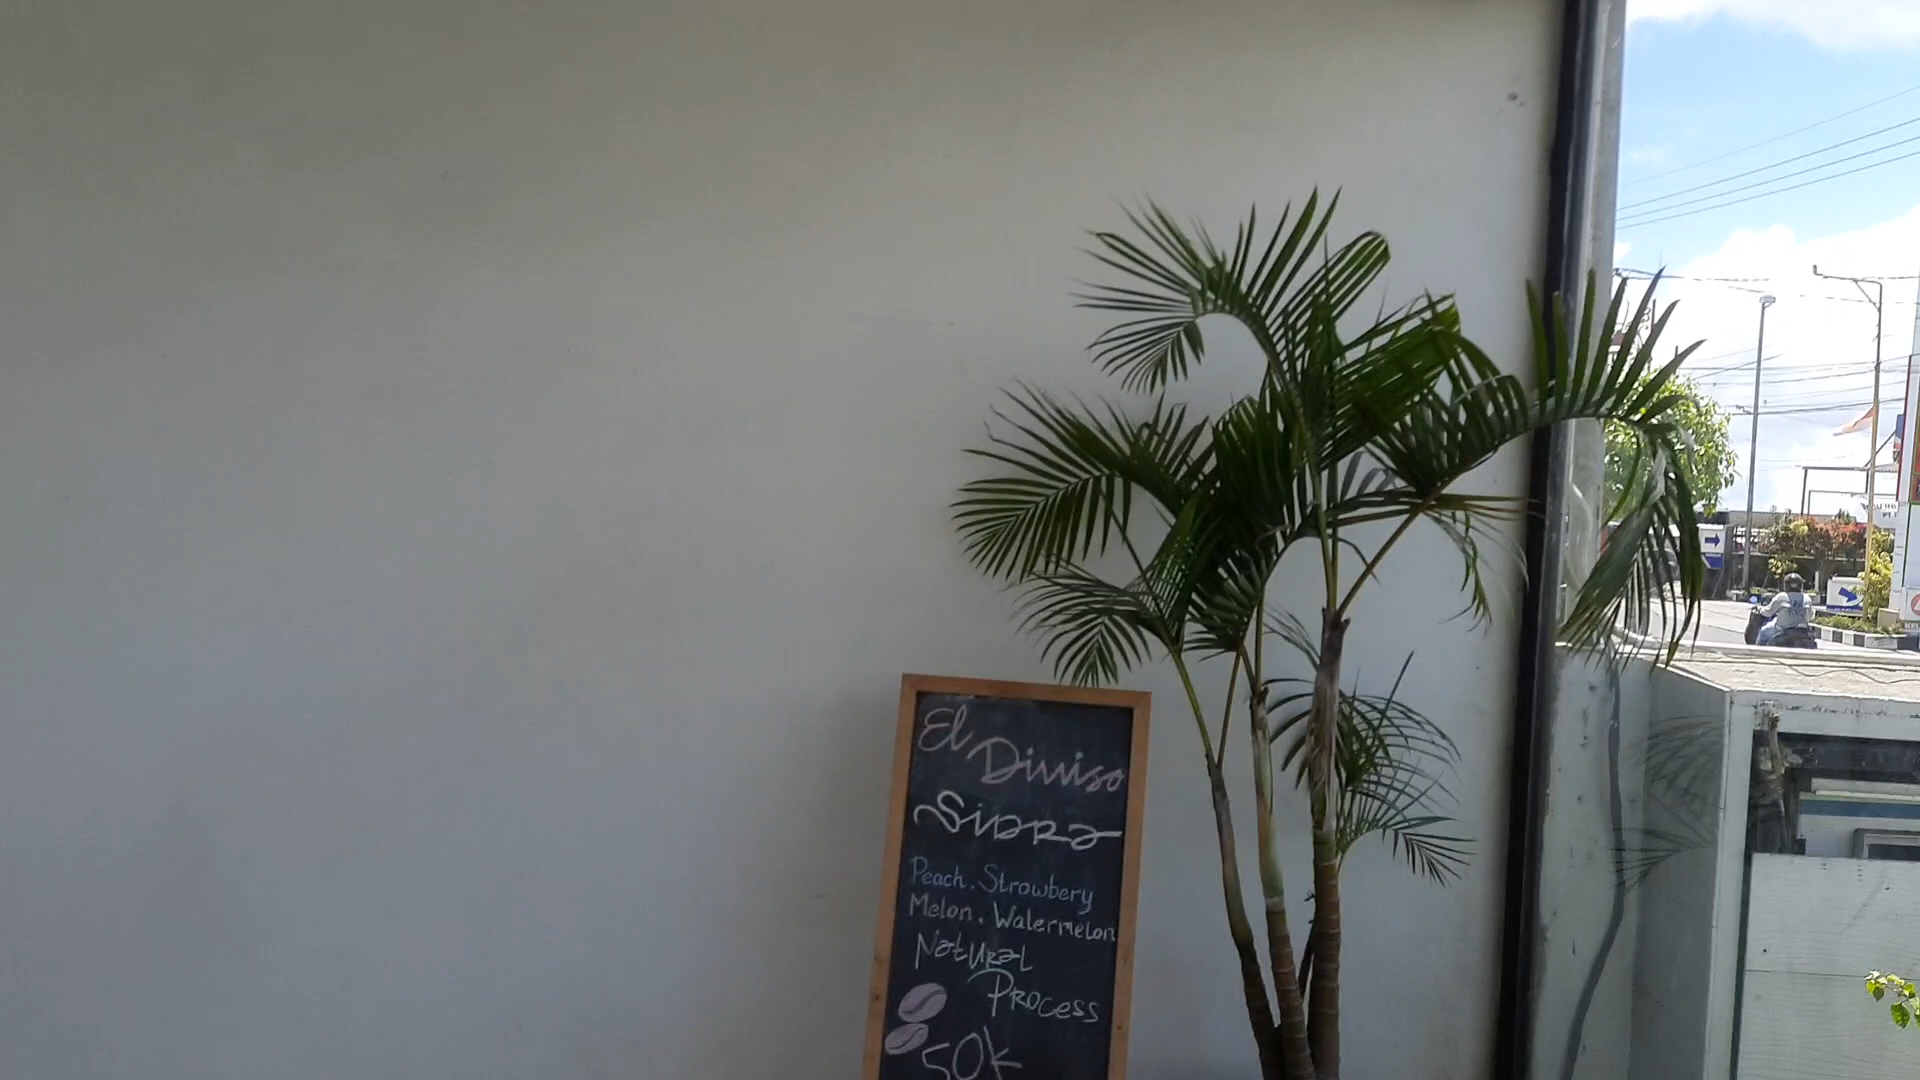 El
Diviso
Sidra
Peach. Strowbery
Melon. Walermelon
Natural
Process
50k